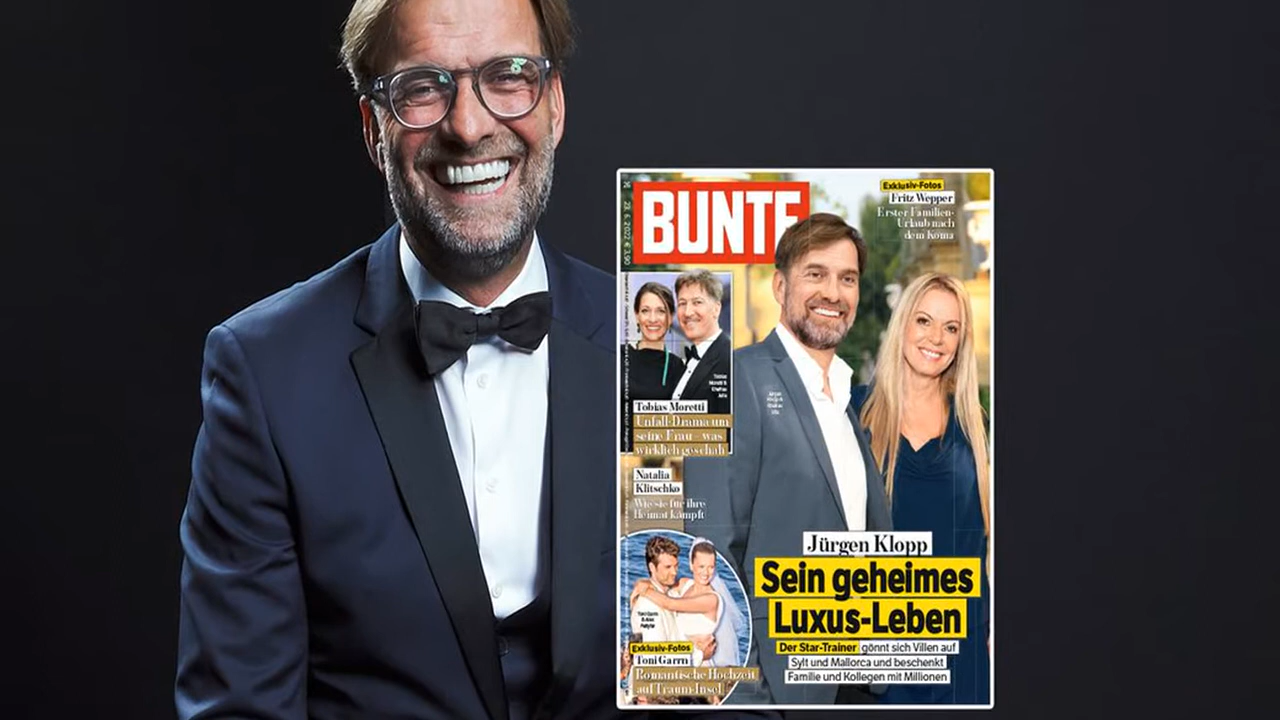 BUNTE
Exklusiv-Fotos
Fritz Wepper
Erster Familien-
Urlaub nach
dem Koma
Tobias Moretti
Unfall-Drama um
seine Frau – was
wirklich geschah
Natalia
Klitschko
Wie sie für ihre
Heimat kämpft
Exklusiv-Fotos
Toni Garrn
Romantische Hochzeit
auf Traum-Insel
Jürgen Klopp
Sein geheimes
Luxus-Leben
Der Star-Trainer gönnt sich Villen auf
Sylt und Mallorca und beschenkt
Familie und Kollegen mit Millionen